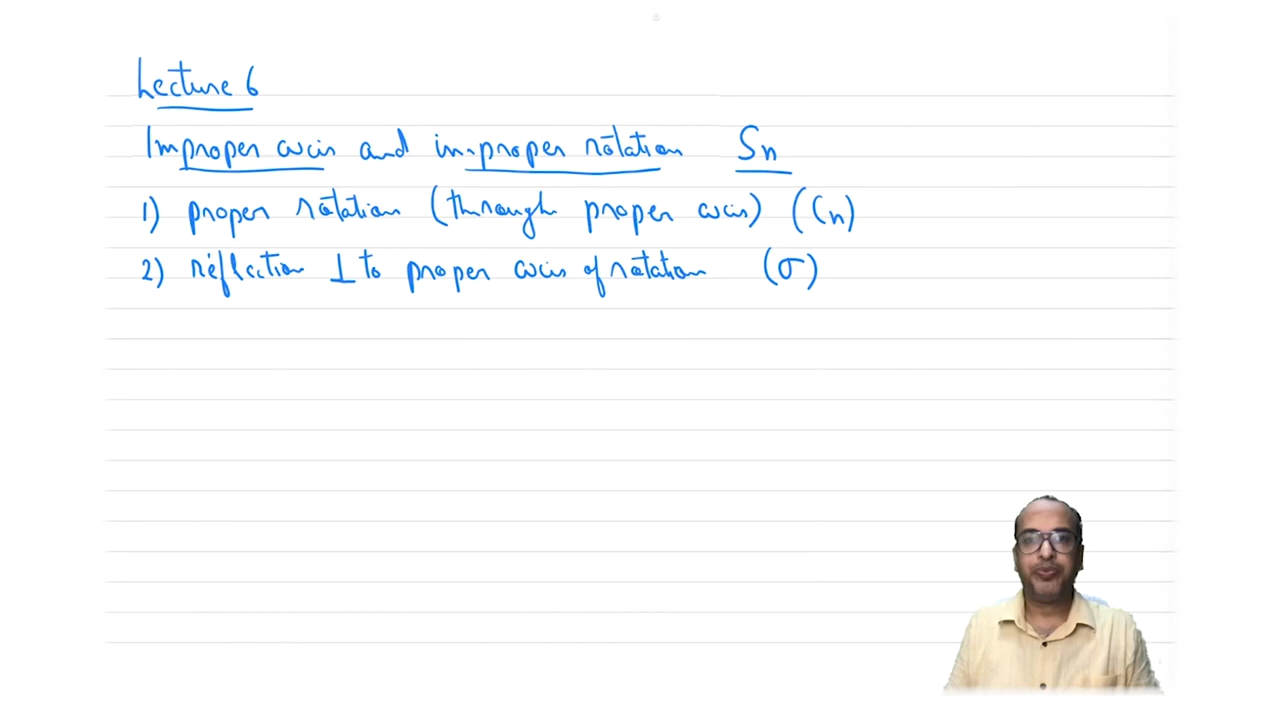 Lecture 6
Improper axis and improper rotation Sn
1) proper rotation (through proper axis) (Cn)
2) reflection ⊥ to proper axis of rotation (σ)